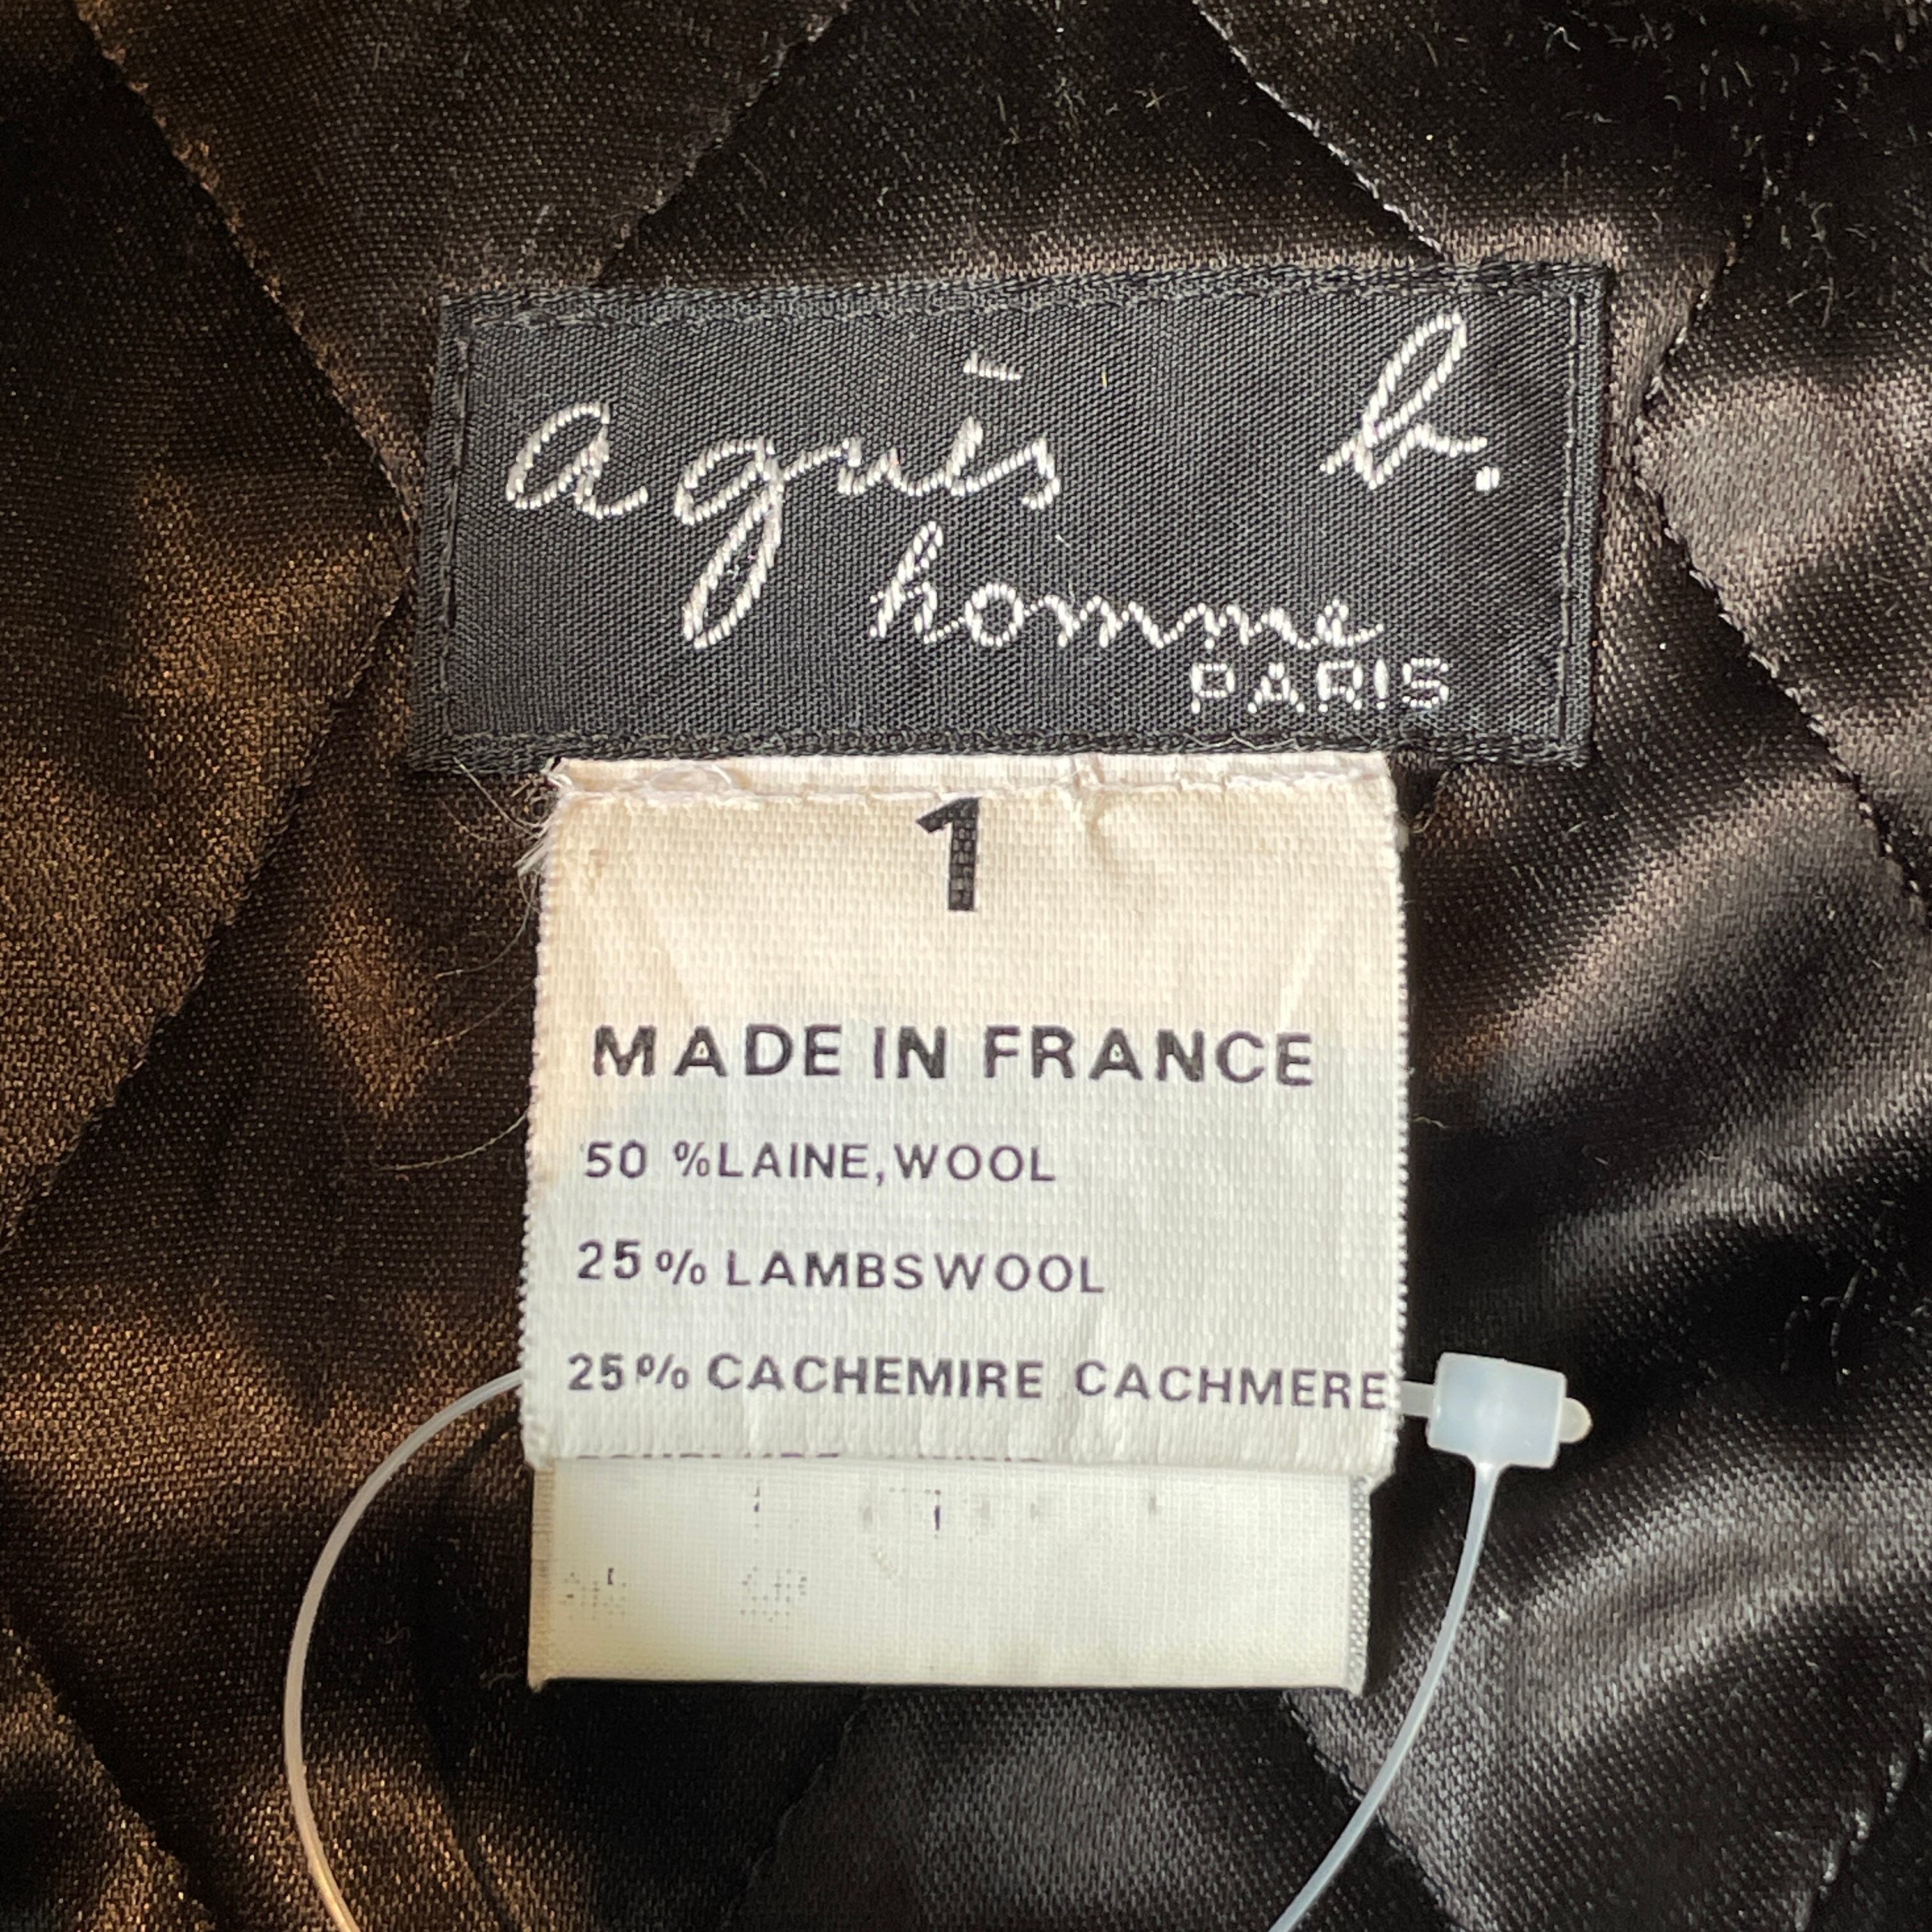 agnès b.
homme
PARIS
1
MADE IN FRANCE
50 % LAINE, WOOL
25% LAMBSWOOL
25% CACHEMIRE CACHMERE